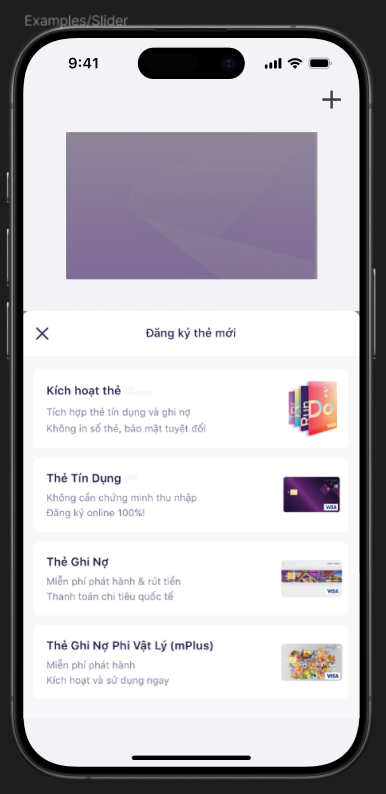 Examples/Slider
9:41
Đăng ký thẻ mới
Kích hoạt thẻ
Tích hợp thẻ tín dụng và ghi nợ
Không in số thẻ, bảo mật tuyệt đối
Run
Do
VISA
Thẻ Tín Dụng
Không cần chứng minh thu nhập
Đăng ký online 100%!
VISA
Thẻ Ghi Nợ
Miễn phí phát hành & rút tiền
Thanh toán chi tiêu quốc tế
VISA
Thẻ Ghi Nợ Phi Vật Lý (mPlus)
Miễn phí phát hành
Kích hoạt và sử dụng ngay
VISA